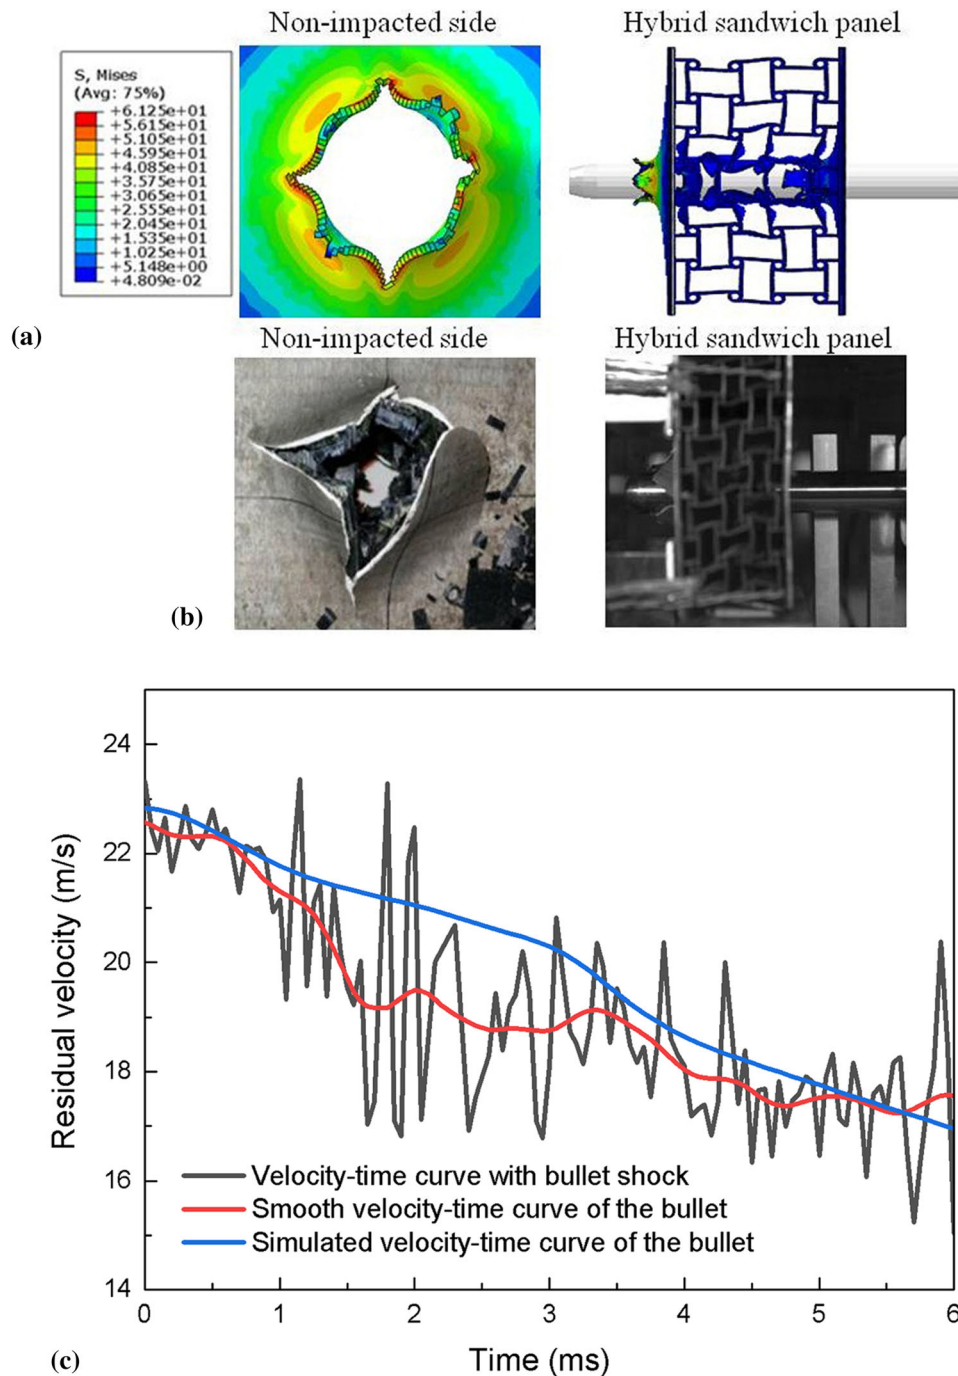 Non-impacted side
Hybrid sandwich panel
S, Mises
(Avg: 75%)
+6.125e+01
+5.615e+01
+5.105e+01
+4.595e+01
+4.085e+01
+3.575e+01
+3.065e+01
+2.555e+01
+2.045e+01
+1.535e+01
+1.025e+01
+5.148e+00
+4.809e-02
(a)
Non-impacted side
Hybrid sandwich panel
(b)
24
22
20
18
16
14
Residual velocity (m/s)
Velocity-time curve with bullet shock
Smooth velocity-time curve of the bullet
Simulated velocity-time curve of the bullet
0 1 2 3 4 5 6
Time (ms)
(c)